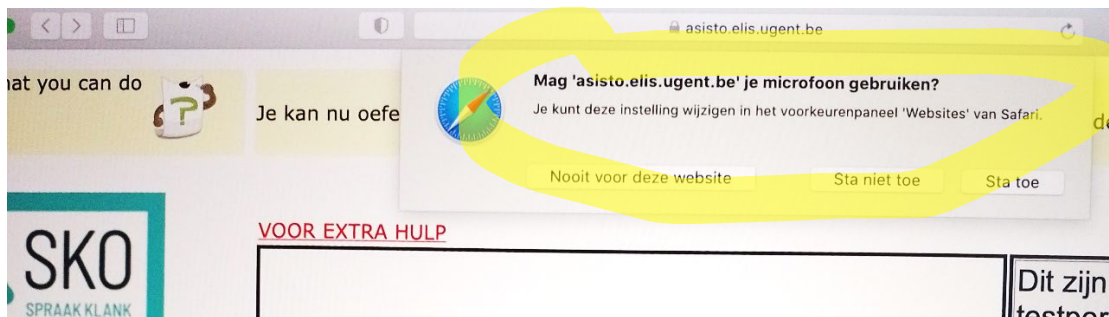 asisto.elis.ugent.be
hat you can do
?
Je kan nu oefe
Mag 'asisto.elis.ugent.be' je microfoon gebruiken?
Je kunt deze instelling wijzigen in het voorkeurenpaneel 'Websites' van Safari.
Nooit voor deze website
Sta niet toe
Sta toe
VOOR EXTRA HULP
SKO
SPRAAK KLANK
Dit zijn